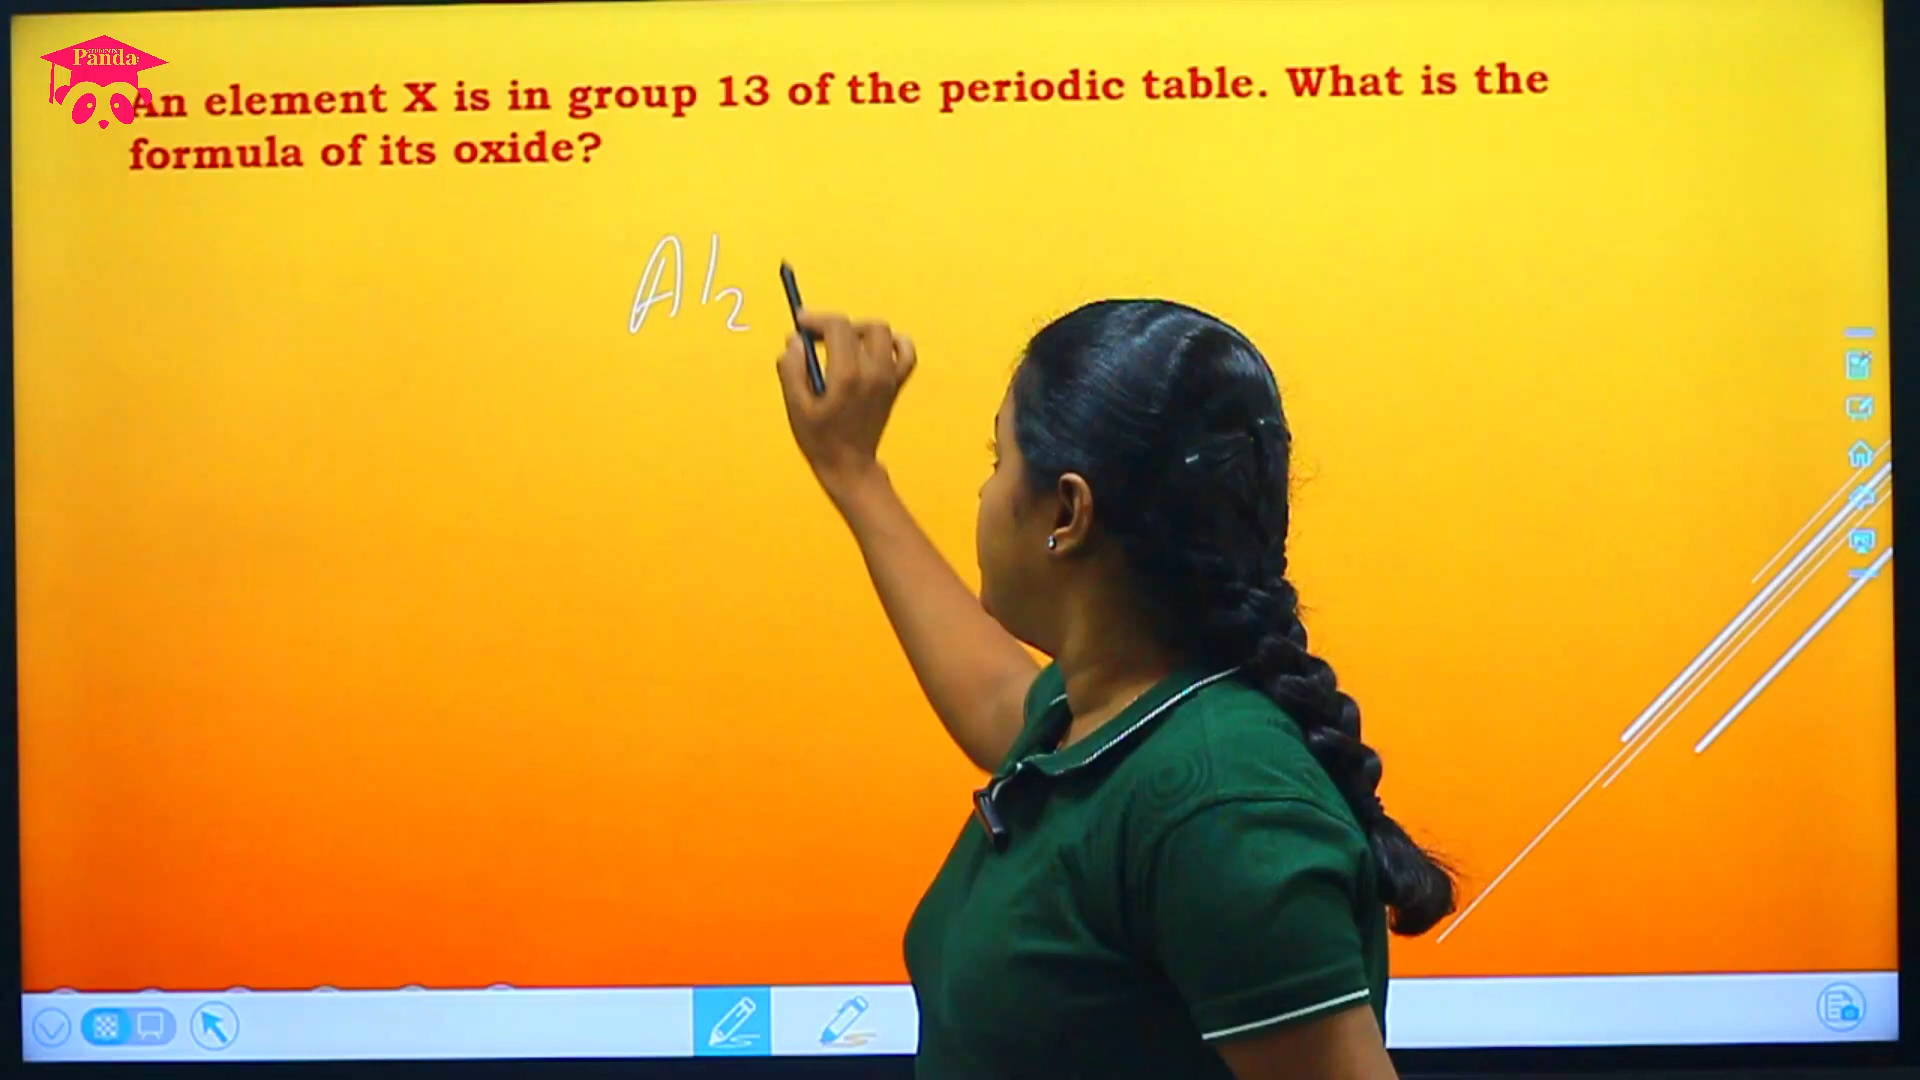 STUDENTS
Panda
An element X is in group 13 of the periodic table. What is the
formula of its oxide?
Al2